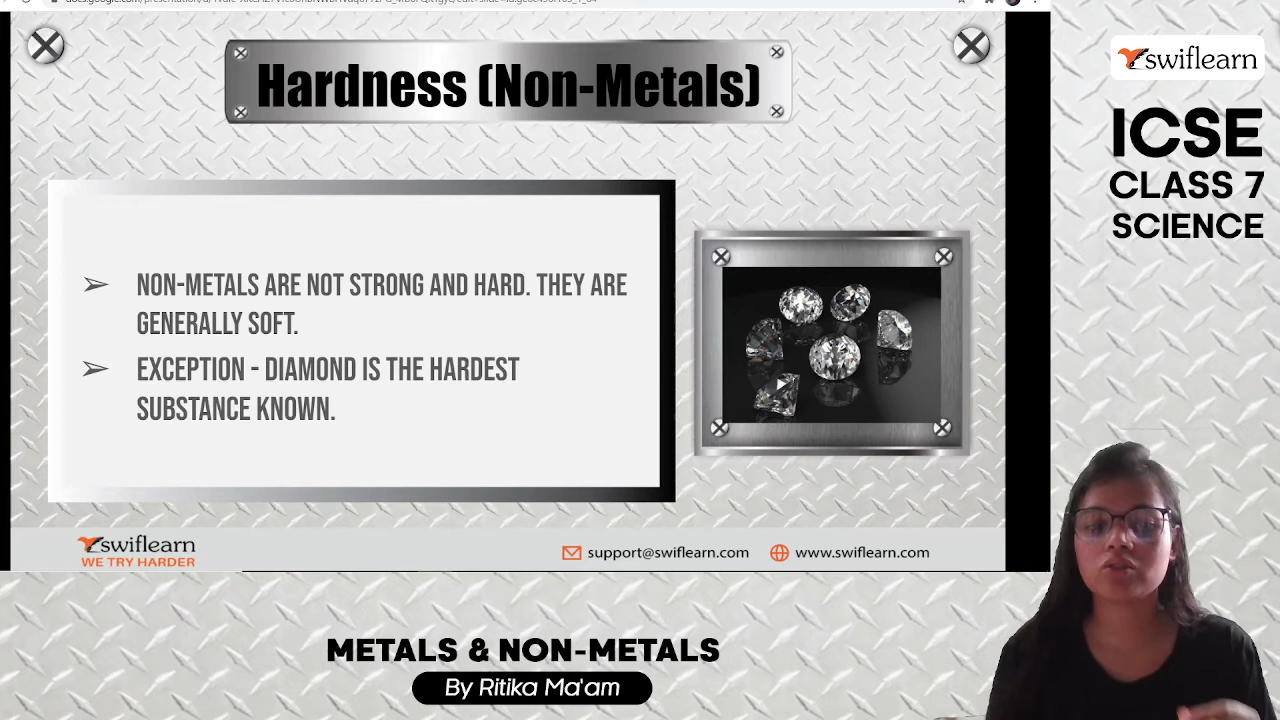 Hardness (Non-Metals)
swiflearn
ICSE
CLASS 7
SCIENCE
➢ NON-METALS ARE NOT STRONG AND HARD. THEY ARE
GENERALLY SOFT.
➢ EXCEPTION - DIAMOND IS THE HARDEST
SUBSTANCE KNOWN.
swiflearn
WE TRY HARDER
support@swiflearn.com
www.swiflearn.com
METALS & NON-METALS
By Ritika Ma'am